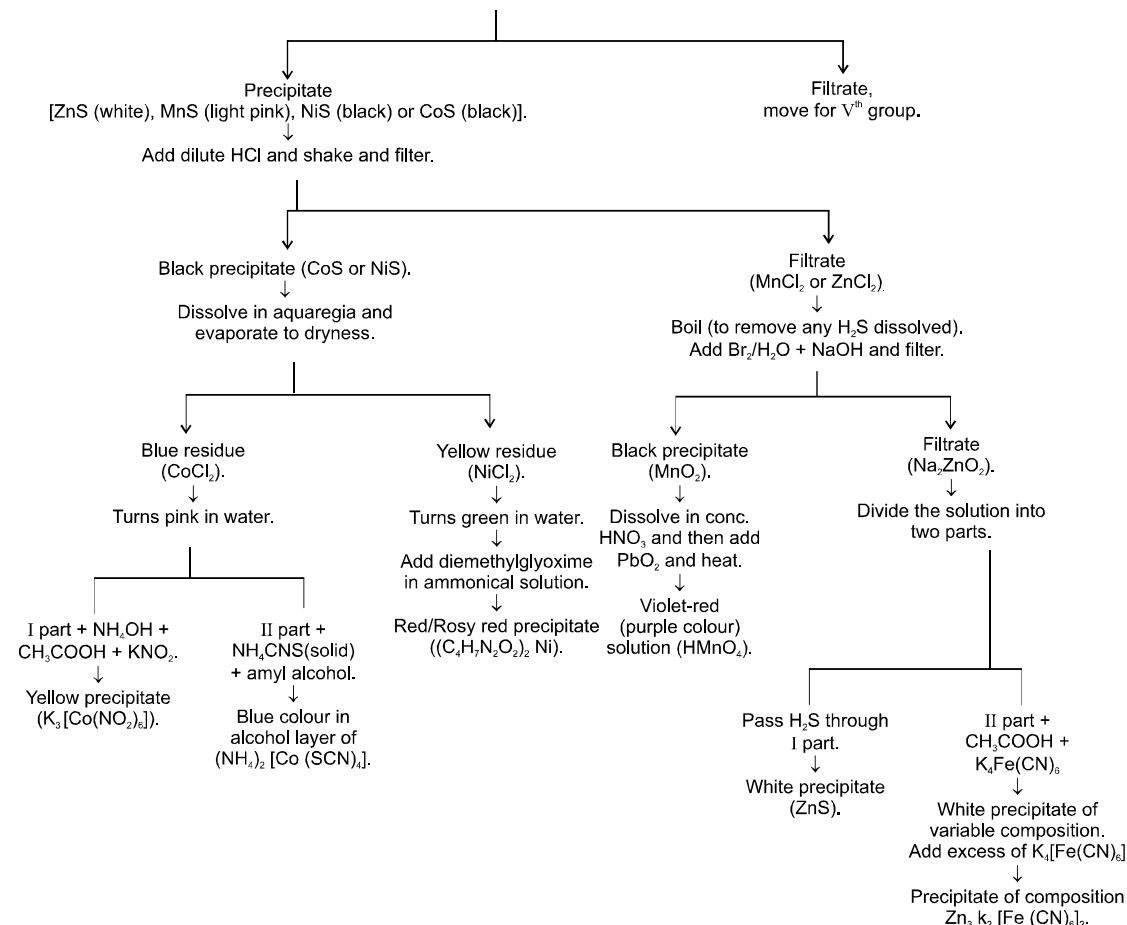 Precipitate
[ZnS (white), MnS (light pink), NiS (black) or CoS (black)].
↓
Add dilute HCl and shake and filter.
Filtrate,
move for Vth group.
Black precipitate (CoS or NiS).
↓
Dissolve in aquaregia and
evaporate to dryness.
Filtrate
(MnCl₂ or ZnCl₂).
↓
Boil (to remove any H₂S dissolved).
Add Br₂/H₂O + NaOH and filter.
Blue residue
(CoCl₂).
↓
Turns pink in water.
I part + NH₄OH +
CH₃COOH + KNO₂.
↓
Yellow precipitate
(K₃[Co(NO₂)₆]).
II part +
NH₄CNS(solid)
+ amyl alcohol.
↓
Blue colour in
alcohol layer of
(NH₄)₂ [Co (SCN)₄].
Yellow residue
(NiCl₂).
↓
Turns green in water.
↓
Add diemethylglyoxime
in ammonical solution.
↓
Red/Rosy red precipitate
((C₄H₇N₂O₂)₂ Ni).
Black precipitate
(MnO₂).
↓
Dissolve in conc.
HNO₃ and then add
PbO₂ and heat.
↓
Violet-red
(purple colour)
solution (HMnO₄).
Filtrate
(Na₂ZnO₂).
↓
Divide the solution into
two parts.
Pass H₂S through
I part.
↓
White precipitate
(ZnS).
II part +
CH₃COOH +
K₄Fe(CN)₆
↓
White precipitate of
variable composition.
Add excess of K₄[Fe(CN)₆]
↓
Precipitate of composition
Zn₃ k₂ [Fe (CN)₆]₂.